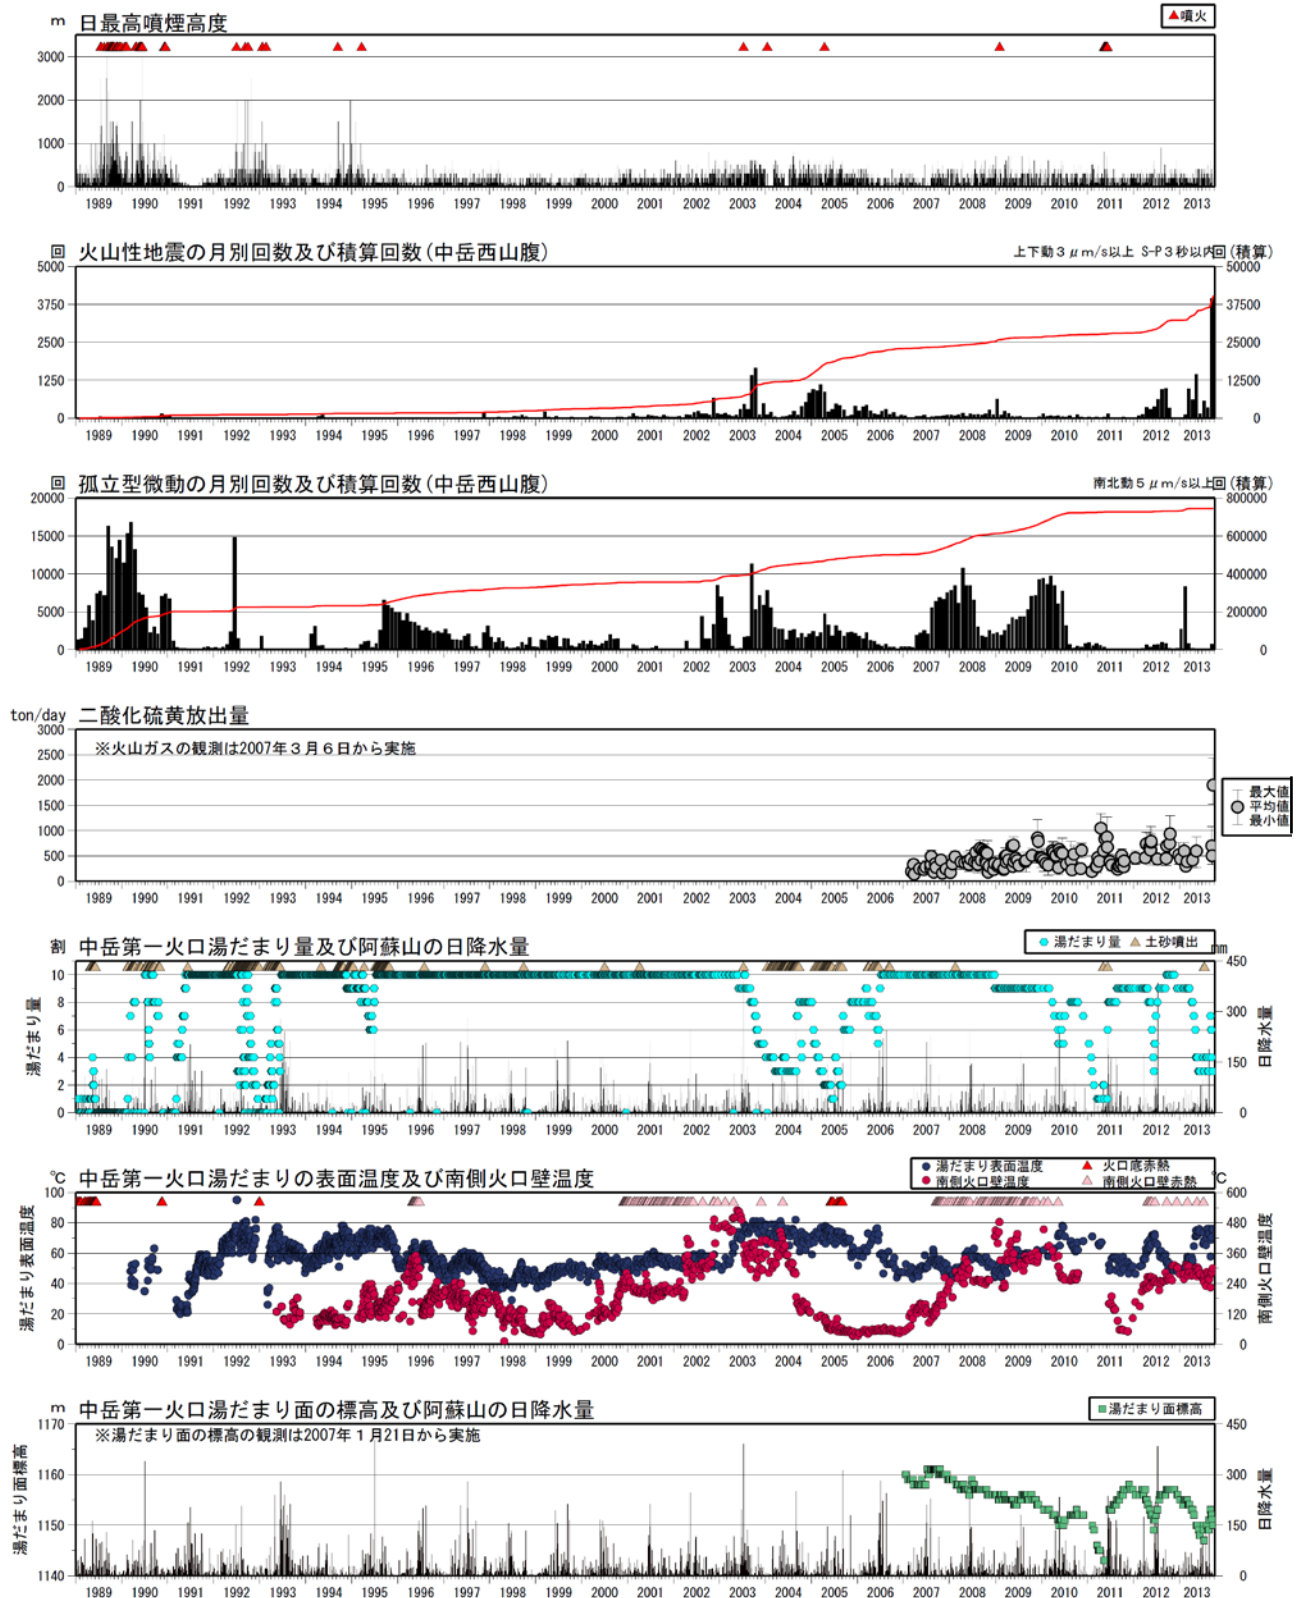 m 日最高噴煙高度
▲噴火
3000
2000
1000
0
1989 1990 1991 1992 1993 1994 1995 1996 1997 1998 1999 2000 2001 2002 2003 2004 2005 2006 2007 2008 2009 2010 2011 2012 2013
回 火山性地震の月別回数及び積算回数(中岳西山腹)
上下動3μm/s以上 S-P3秒以内 回(積算)
5000 50000
3750 37500
2500 25000
1250 12500
0 0
1989 1990 1991 1992 1993 1994 1995 1996 1997 1998 1999 2000 2001 2002 2003 2004 2005 2006 2007 2008 2009 2010 2011 2012 2013
回 孤立型微動の月別回数及び積算回数(中岳西山腹)
南北動5μm/s以上 回(積算)
20000 800000
15000 600000
10000 400000
5000 200000
0 0
1989 1990 1991 1992 1993 1994 1995 1996 1997 1998 1999 2000 2001 2002 2003 2004 2005 2006 2007 2008 2009 2010 2011 2012 2013
ton/day 二酸化硫黄放出量
※火山ガスの観測は2007年3月6日から実施
3000
2500
2000
1500
1000
500
0
最大値
平均値
最小値
1989 1990 1991 1992 1993 1994 1995 1996 1997 1998 1999 2000 2001 2002 2003 2004 2005 2006 2007 2008 2009 2010 2011 2012 2013
割 中岳第一火口湯だまり量及び阿蘇山の日降水量
湯だまり量 土砂噴出
mm
湯だまり量
日降水量
10 450
8 300
6
4 150
2
0 0
1989 1990 1991 1992 1993 1994 1995 1996 1997 1998 1999 2000 2001 2002 2003 2004 2005 2006 2007 2008 2009 2010 2011 2012 2013
℃ 中岳第一火口湯だまりの表面温度及び南側火口壁温度
湯だまり表面温度 火口底赤熱
南側火口壁温度 南側火口壁赤熱
℃
湯だまり表面温度
南側火口壁温度
100 600
80 480
60 360
40 240
20 120
0 0
1989 1990 1991 1992 1993 1994 1995 1996 1997 1998 1999 2000 2001 2002 2003 2004 2005 2006 2007 2008 2009 2010 2011 2012 2013
m 中岳第一火口湯だまり面の標高及び阿蘇山の日降水量
湯だまり面標高
※湯だまり面の標高の観測は2007年1月21日から実施
湯だまり面標高
日降水量
1170 450
1160 300
1150 150
1140 0
1989 1990 1991 1992 1993 1994 1995 1996 1997 1998 1999 2000 2001 2002 2003 2004 2005 2006 2007 2008 2009 2010 2011 2012 2013